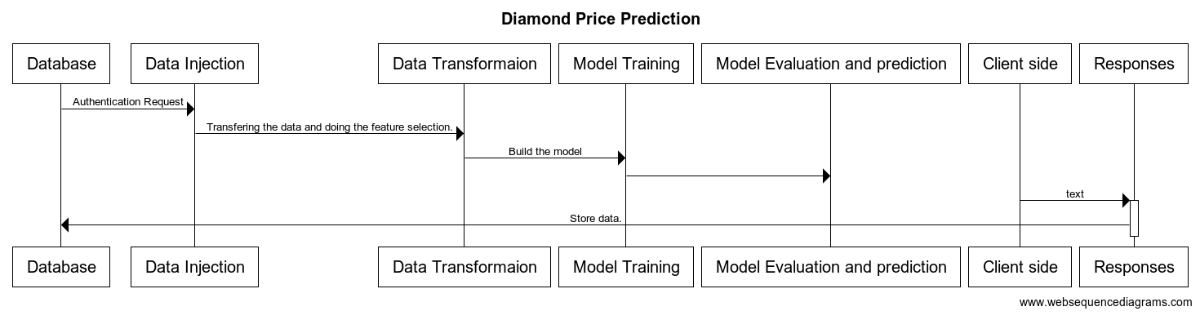 Diamond Price Prediction
Database
Data Injection
Data Transformaion
Model Training
Model Evaluation and prediction
Client side
Responses
Authentication Request
Transfering the data and doing the feature selection.
Build the model
text
Store data.
Database
Data Injection
Data Transformaion
Model Training
Model Evaluation and prediction
Client side
Responses
www.websequencediagrams.com